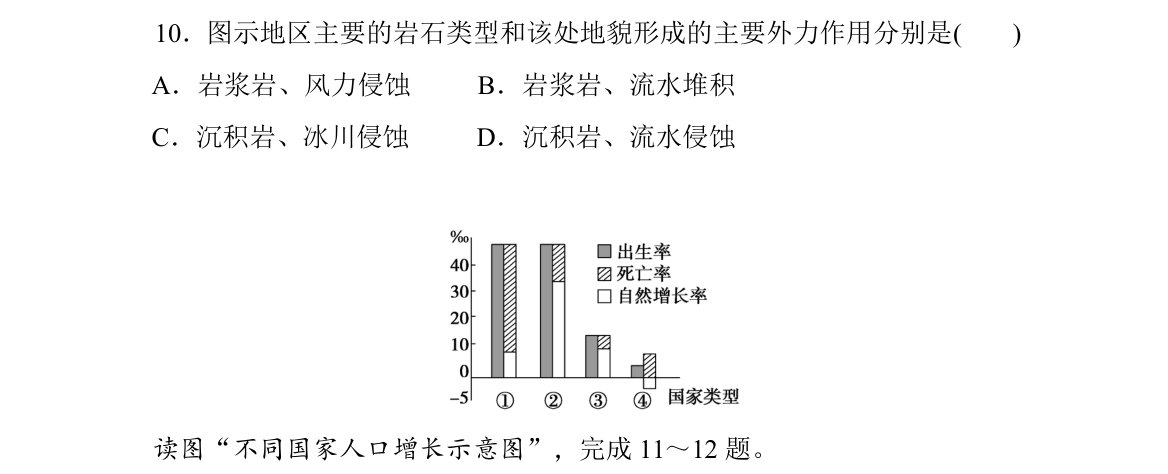 10．图示地区主要的岩石类型和该处地貌形成的主要外力作用分别是(　　)
A．岩浆岩、风力侵蚀　　B．岩浆岩、流水堆积
C．沉积岩、冰川侵蚀　　D．沉积岩、流水侵蚀
‰
40
30
20
10
0
-5
出生率
死亡率
自然增长率
① ② ③ ④ 国家类型
读图“不同国家人口增长示意图”，完成 11～12 题。